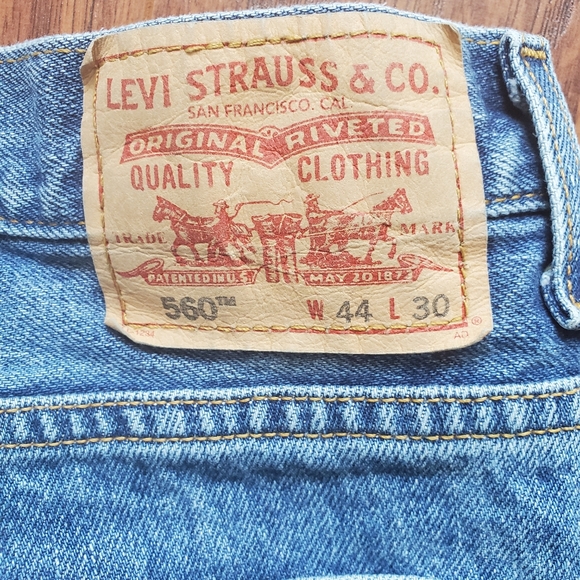 LEVI STRAUSS & CO.
SAN FRANCISCO. CAL
ORIGINAL RIVETED
QUALITY CLOTHING
TRADE MARK
PATENTED IN U.S. MAY 20 1873
560™ W 44 L 30
®